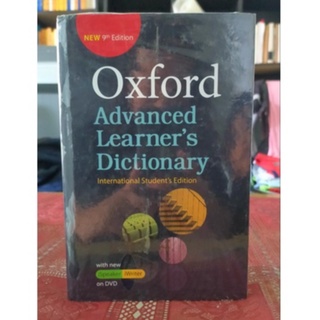 NEW 9th Edition
Oxford
Advanced
Learner's
Dictionary
International Student's Edition
with new
on DVD